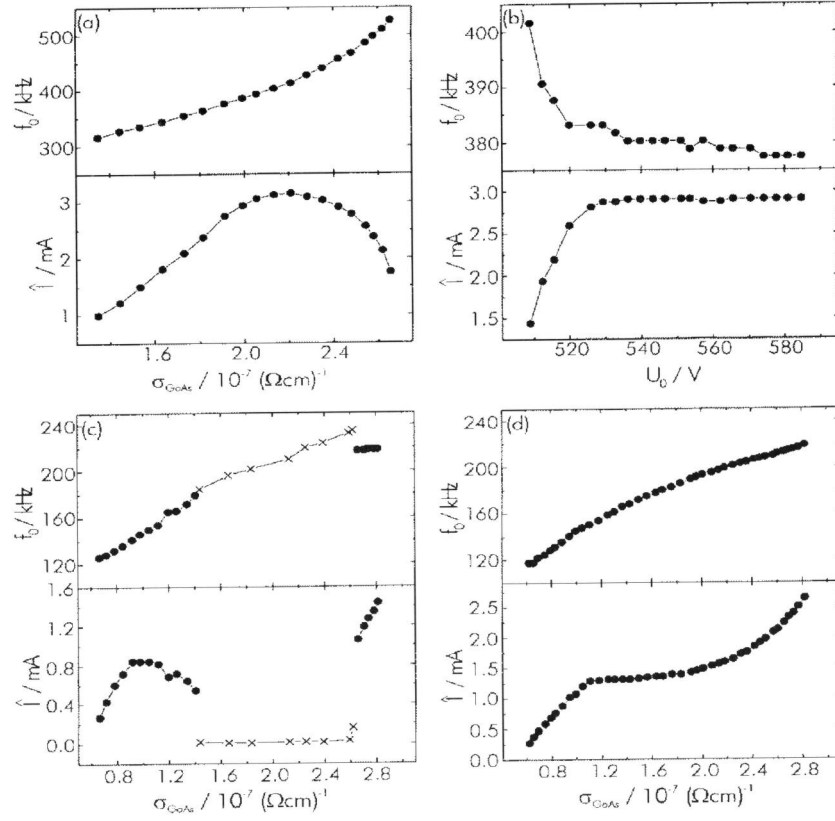 (a)
f₀/ kHz
500
400
300
Î / mA
3
2
1
1.6 2.0 2.4
σGaAs / 10⁻⁷ (Ωcm)⁻¹
(b)
f₀/ kHz
400
390
380
Î / mA
3.0
2.5
2.0
1.5
520 540 560 580
U₀ / V
(c)
f₀/ kHz
240
200
160
120
Î / mA
1.6
1.2
0.8
0.4
0.0
0.8 1.2 1.6 2.0 2.4 2.8
σGaAs / 10⁻⁷ (Ωcm)⁻¹
(d)
f₀/ kHz
240
200
160
120
Î / mA
2.5
2.0
1.5
1.0
0.5
0.0
0.8 1.2 1.6 2.0 2.4 2.8
σGaAs / 10⁻⁷ (Ωcm)⁻¹